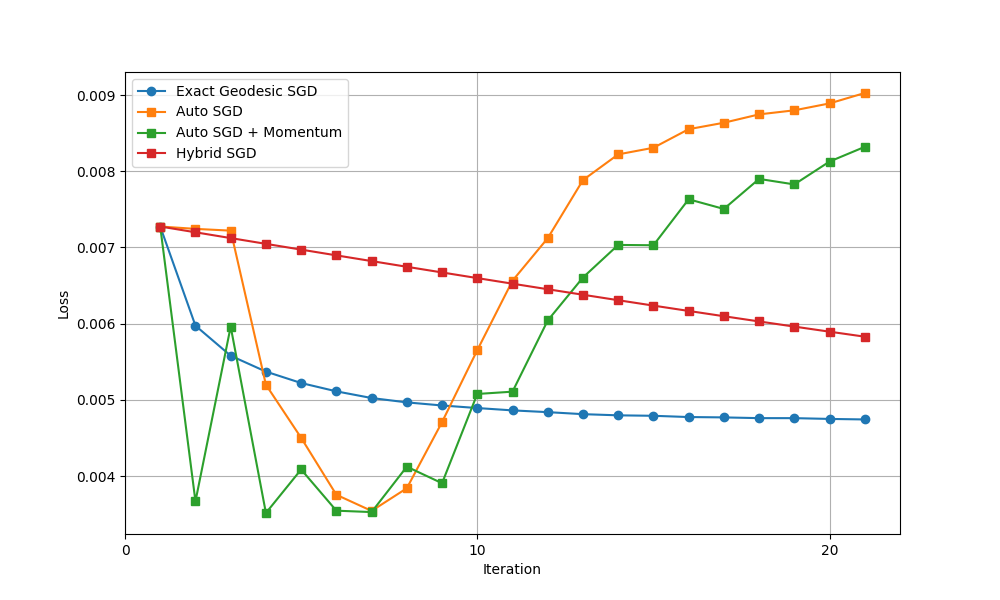 Exact Geodesic SGD
Auto SGD
Auto SGD + Momentum
Hybrid SGD
0.009
0.008
0.007
0.006
0.005
0.004
Loss
0
10
20
Iteration